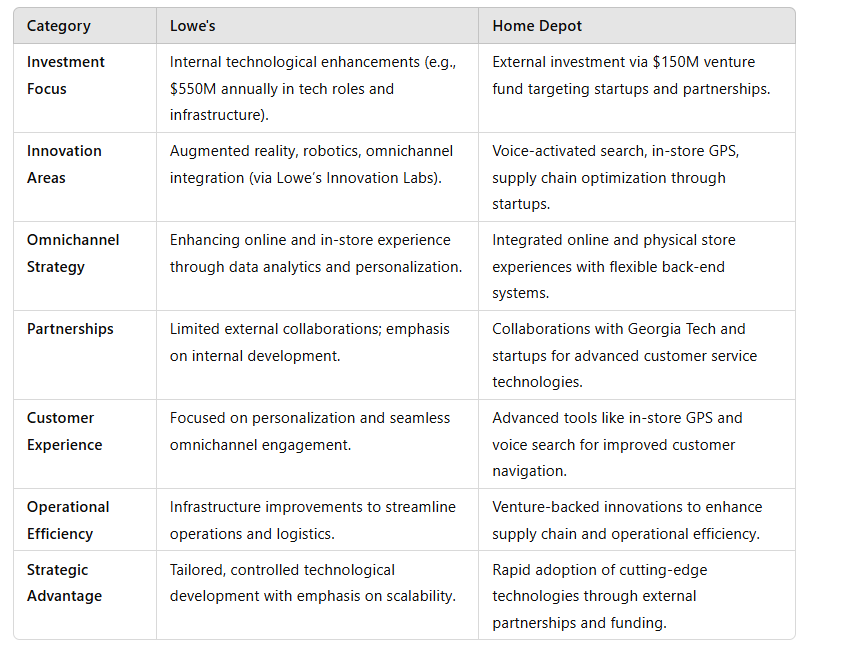 Category Lowe's Home Depot
Investment Focus
Internal technological enhancements (e.g.,
$550M annually in tech roles and
infrastructure).
External investment via $150M venture
fund targeting startups and partnerships.
Innovation
Areas
Augmented reality, robotics, omnichannel
integration (via Lowe’s Innovation Labs).
Voice-activated search, in-store GPS,
supply chain optimization through
startups.
Omnichannel
Strategy
Enhancing online and in-store experience
through data analytics and personalization.
Integrated online and physical store
experiences with flexible back-end
systems.
Partnerships
Limited external collaborations; emphasis
on internal development.
Collaborations with Georgia Tech and
startups for advanced customer service
technologies.
Customer
Experience
Focused on personalization and seamless
omnichannel engagement.
Advanced tools like in-store GPS and
voice search for improved customer
navigation.
Operational
Efficiency
Infrastructure improvements to streamline
operations and logistics.
Venture-backed innovations to enhance
supply chain and operational efficiency.
Strategic
Advantage
Tailored, controlled technological
development with emphasis on scalability.
Rapid adoption of cutting-edge
technologies through external
partnerships and funding.